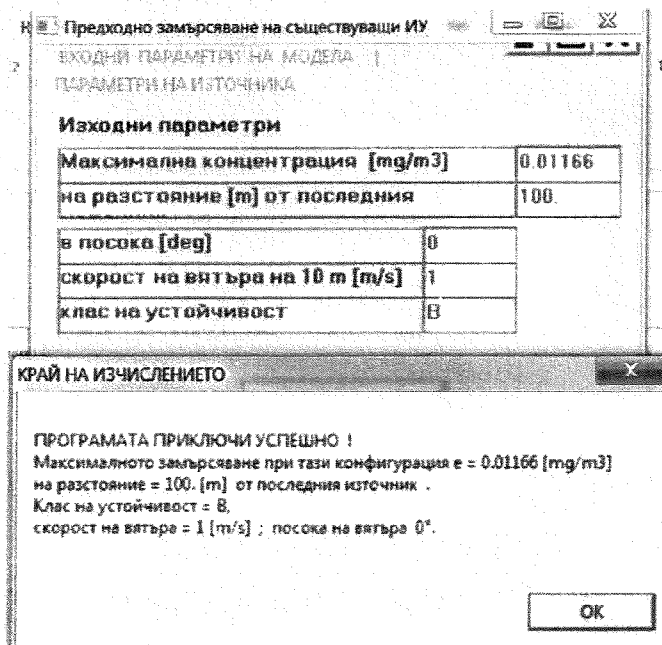 Предходно замърсяване на съществуващи ИУ
ВХОДНИ ПАРАМЕТРИ НА МОДЕЛА
ПАРАМЕТРИ НА ИЗТОЧНИКА
Изходни параметри
Максимална концентрация [mg/m3] 0.01166
на разстояние [m] от последния 100.
в посока [deg] 0
скорост на вятъра на 10 m [m/s] 1
клас на устойчивост B
КРАЙ НА ИЗЧИСЛЕНИЕТО
ПРОГРАМАТА ПРИКЛЮЧИ УСПЕШНО !
Максималното замърсяване при тази конфигурация е = 0.01166 [mg/m3]
на разстояние = 100. [m] от последния източник .
Клас на устойчивост = B,
скорост на вятъра = 1 [m/s] ; посока на вятъра 0°.
OK